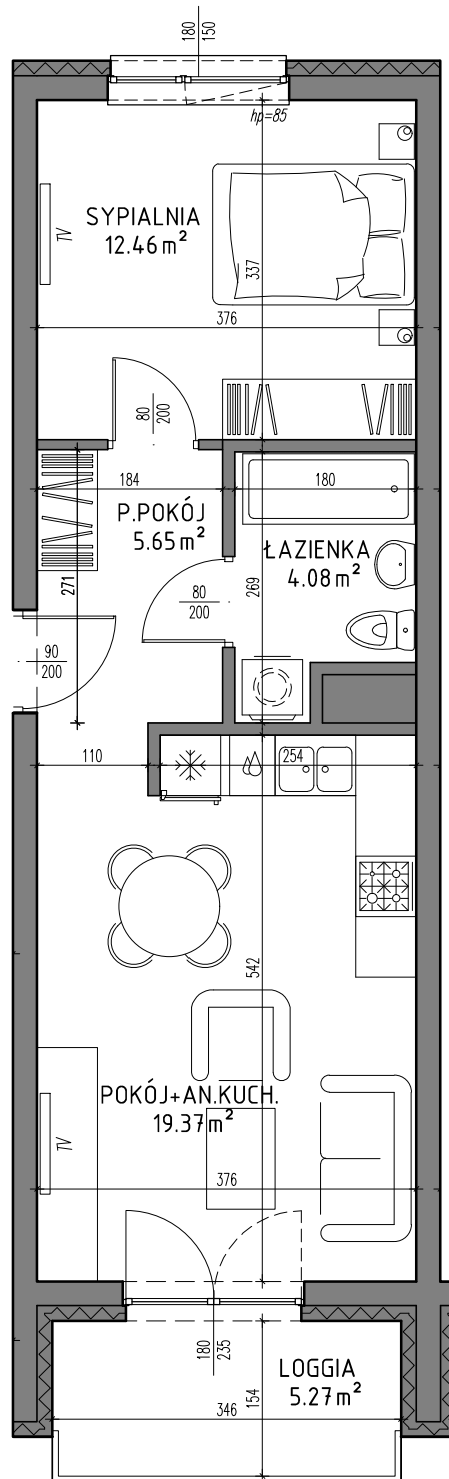 180
150
hp=85
SYPIALNIA
12.46 m²
TV
337
376
80
200
184
180
P.POKÓJ
5.65 m²
ŁAZIENKA
4.08 m²
271
80
200
269
90
200
110
254
542
POKÓJ+AN.KUCH.
19.37 m²
TV
376
180
235
LOGGIA
5.27 m²
154
346